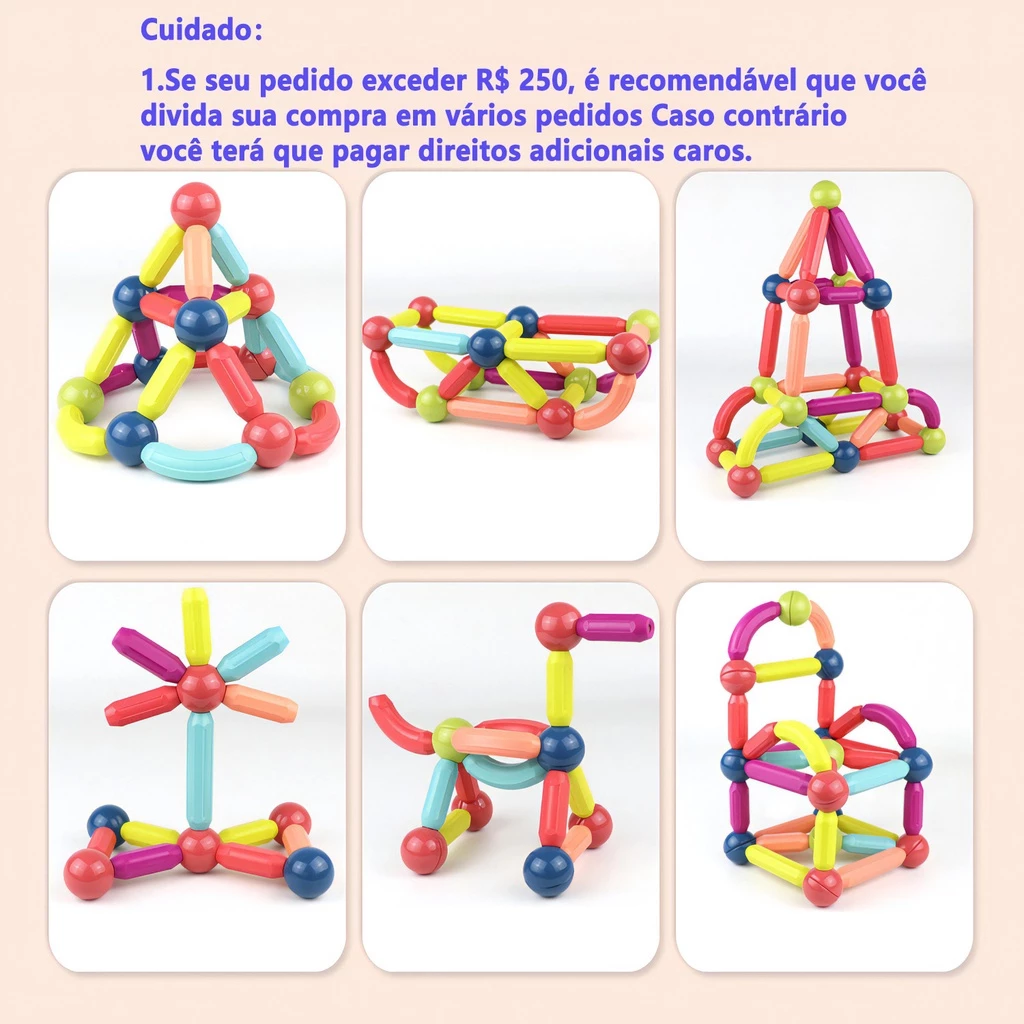 Cuidado:
1.Se seu pedido exceder R$ 250, é recomendável que você
divida sua compra em vários pedidos Caso contrário
você terá que pagar direitos adicionais caros.